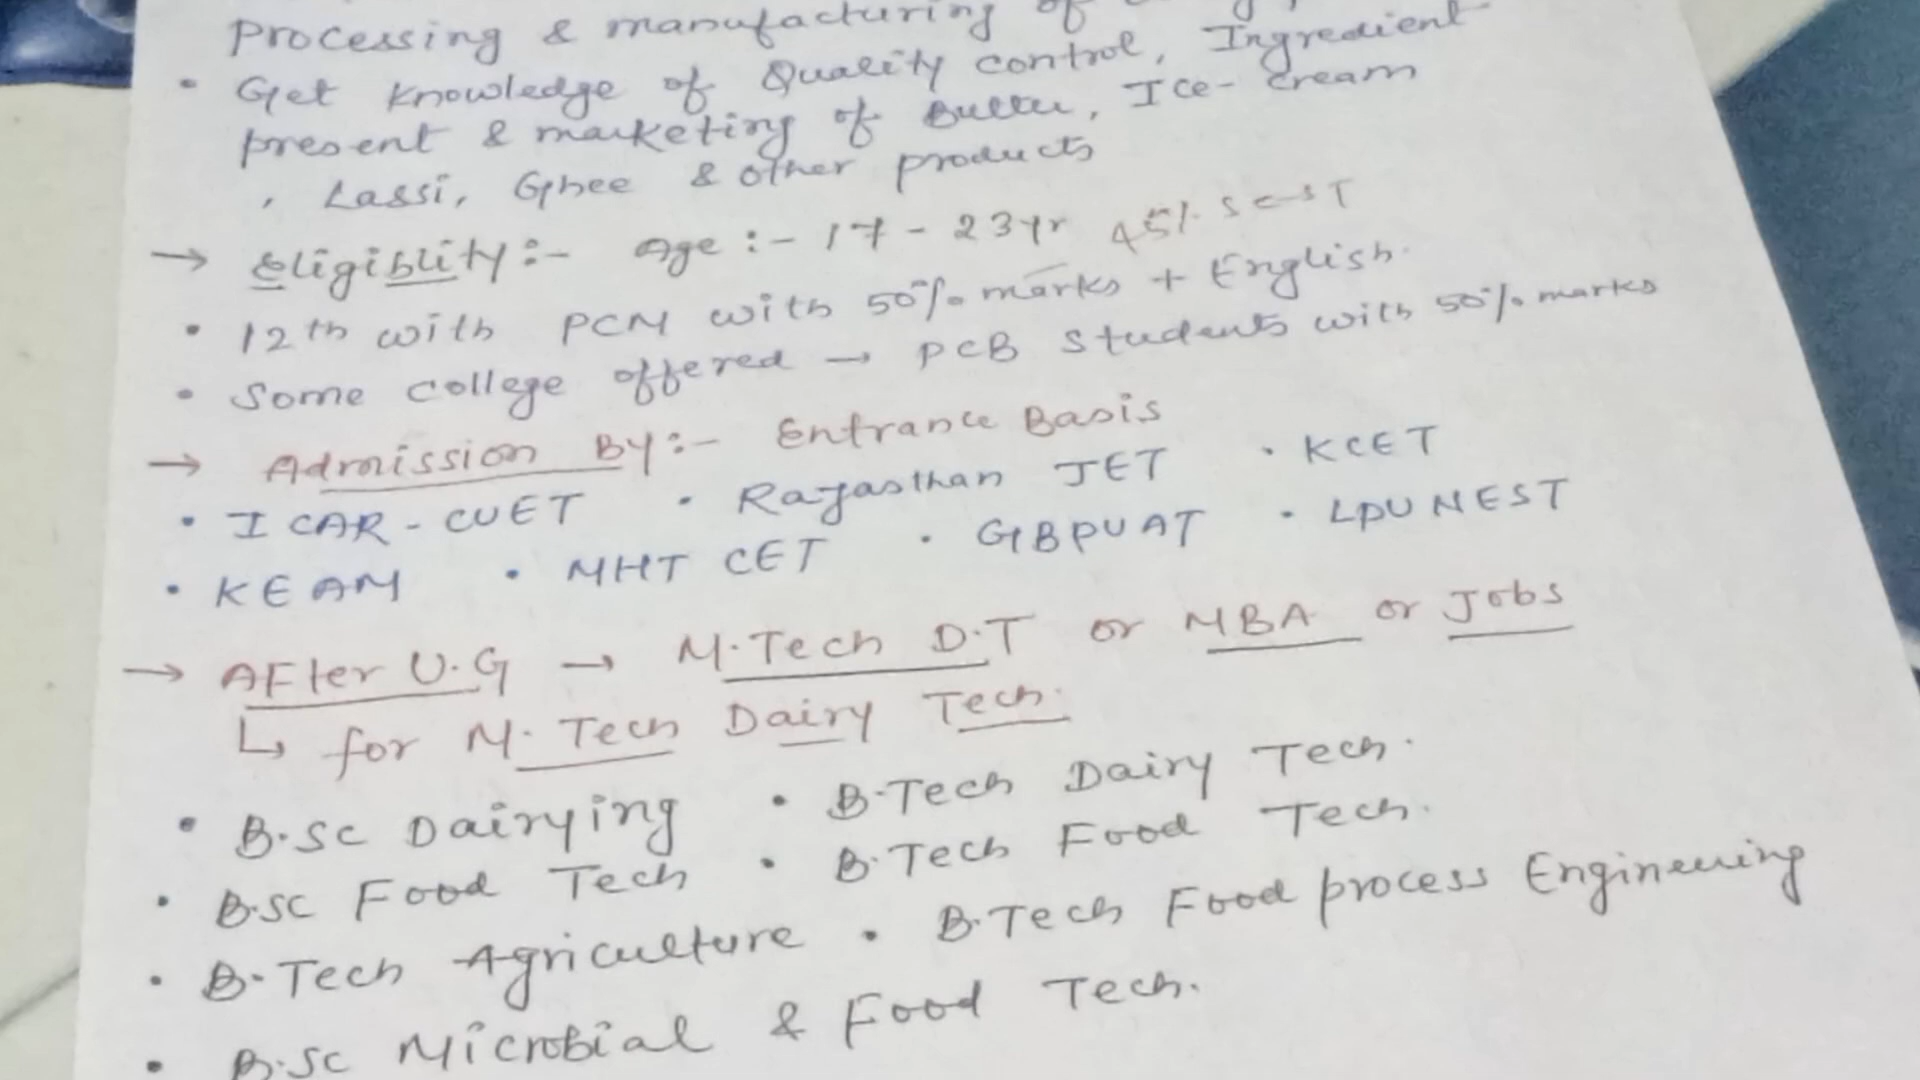 Processing & manufacturing of
• Get knowledge of Quality control, Ingredient
present & marketing of Butter, Ice-cream
, Lassi, Ghee & other products
→ Eligiblity :- Age :- 17 - 23 yr 45% SC-ST
• 12th with PCM with 50% marks + English.
• Some college offered → PCB students with 50% marks
→ Admission By :- Entrance Basis
• ICAR - CUET • Rajasthan JET • KCET
• KEAM • MHT CET • GBPUAT • LPU NEST
→ AFter U.G → M.Tech D.T or MBA or Jobs
↳ for M.Tech Dairy Tech.
• B.Sc Dairying • B.Tech Dairy Tech.
• B.Sc Food Tech • B.Tech Food Tech.
• B.Tech Agriculture • B.Tech Food process Engineering
• B.Sc Microbial & Food Tech.